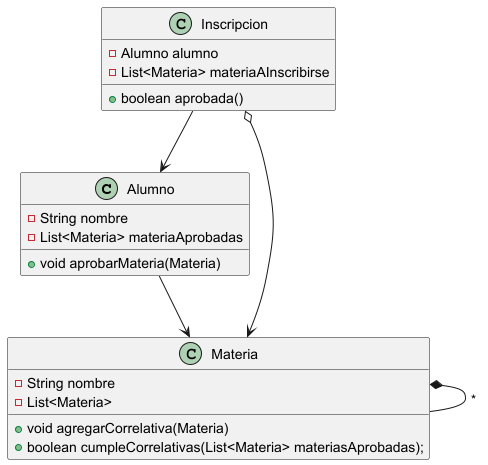 C Inscripcion
Alumno alumno
List<Materia> materiaAInscribirse
boolean aprobada()
C Alumno
String nombre
List<Materia> materiaAprobadas
void aprobarMateria(Materia)
C Materia
String nombre
List<Materia>
*
void agregarCorrelativa(Materia)
boolean cumpleCorrelativas(List<Materia> materiasAprobadas);